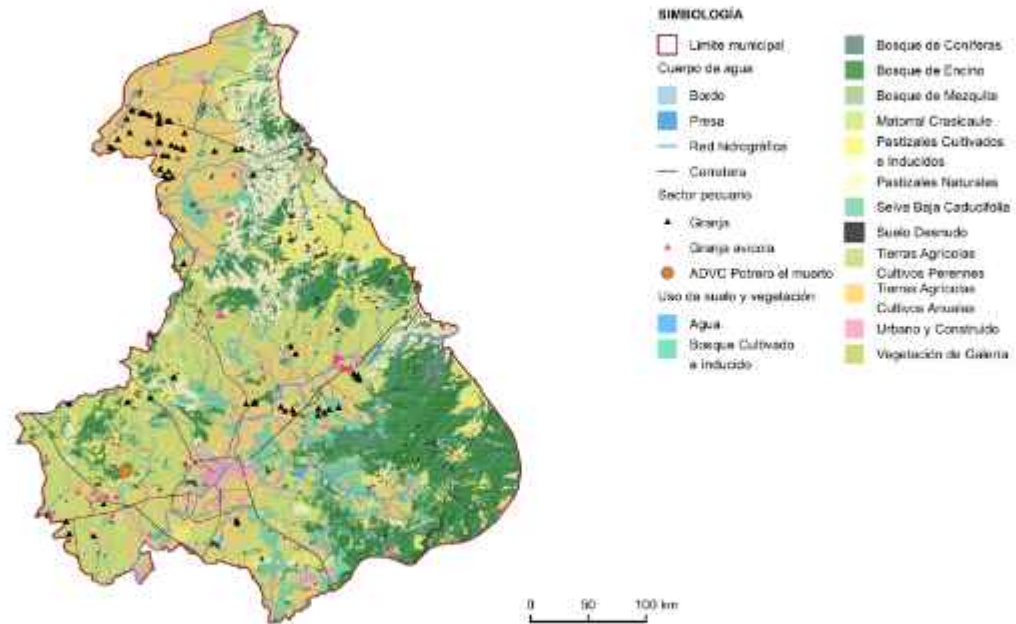 SIMBOLOGÍA
Límite municipal
Cuerpo de agua
Bordo
Presa
Red hidrográfica
Carretera
Sector pecuario
Granja
Granja avícola
ADVC Potrero el muerto
Uso de suelo y vegetación
Agua
Bosque Cultivado
e Inducido
Bosque de Coníferas
Bosque de Encino
Bosque de Mezquite
Matorral Crasicaule
Pastizales Cultivados
e Inducidos
Pastizales Naturales
Selva Baja Caducifólia
Suelo Desnudo
Tierras Agrícolas
Cultivos Perennes
Tierras Agrícolas
Cultivos Anuales
Urbano y Construido
Vegetación de Galería
0 50 100 km